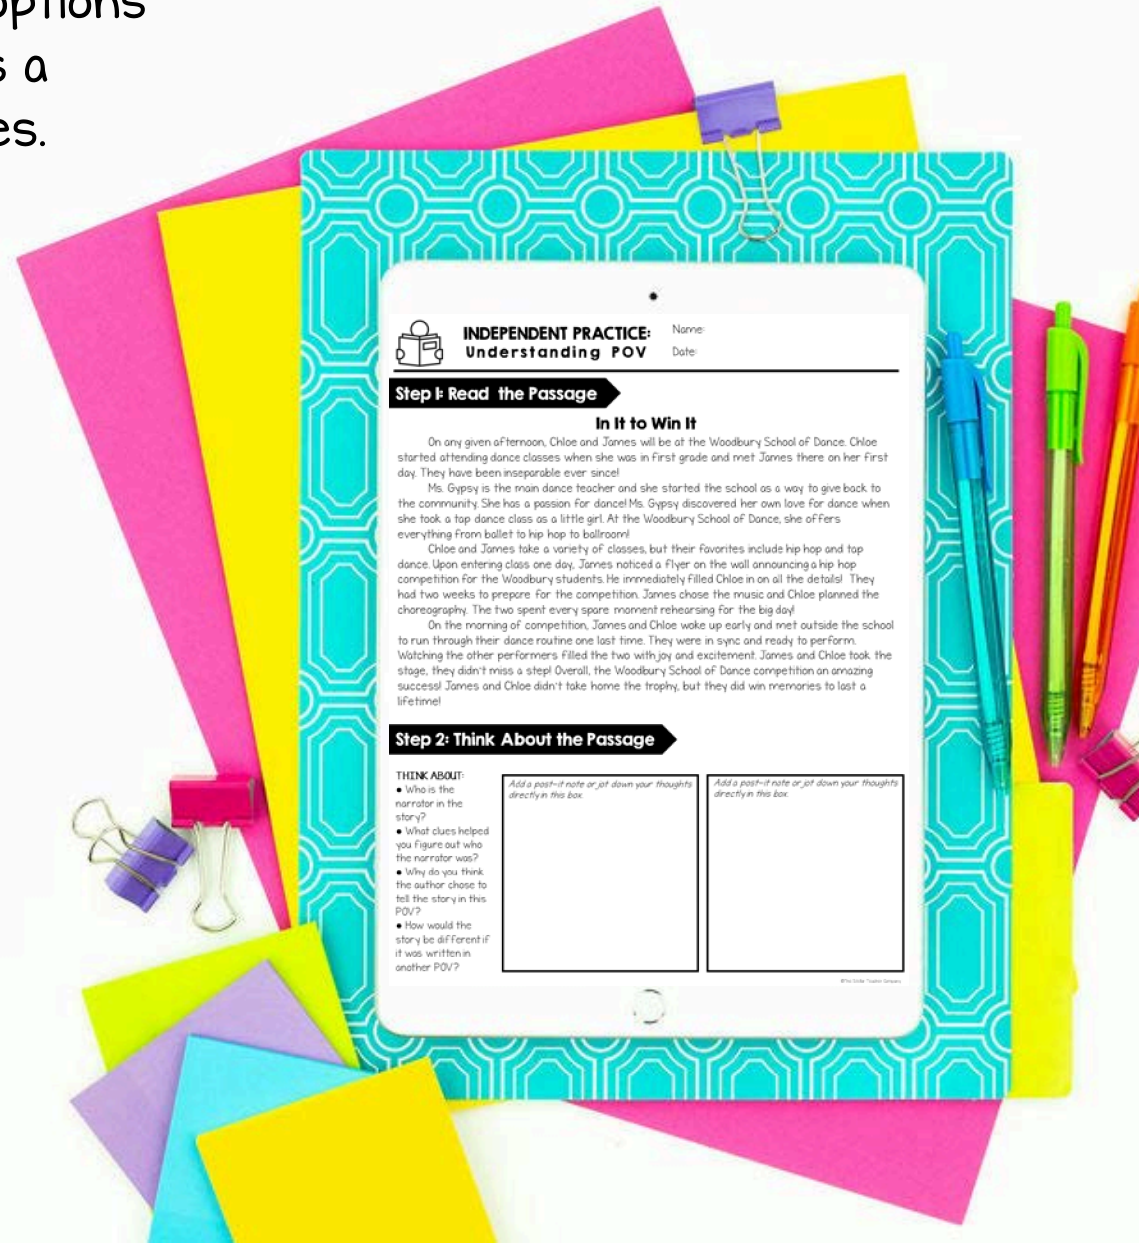 options
s a
es.
INDEPENDENT PRACTICE:
Understanding POV
Name:
Date:
Step 1: Read the Passage
In It to Win It
On any given afternoon, Chloe and James will be at the Woodbury School of Dance. Chloe
started attending dance classes when she was in first grade and met James there on her first
day. They have been inseparable ever since!
Ms. Gypsy is the main dance teacher and she started the school as a way to give back to
the community. She has a passion for dance! Ms. Gypsy discovered her own love for dance when
she took a tap dance class as a little girl. At the Woodbury School of Dance, she offers
everything from ballet to hip hop to ballroom!
Chloe and James take a variety of classes, but their favorites include hip hop and tap
dance. Upon entering class one day, James noticed a flyer on the wall announcing a hip hop
competition for the Woodbury students. He immediately filled Chloe in on all the details! They
had two weeks to prepare for the competition. James chose the music and Chloe planned the
choreography. The two spent every spare moment rehearsing for the big day!
On the morning of competition, James and Chloe woke up early and met outside the school
to run through their dance routine one last time. They were in sync and ready to perform.
Watching the other performers filled the two with joy and excitement. James and Chloe took the
stage, they didn't miss a step! Overall, the Woodbury School of Dance competition an amazing
success! James and Chloe didn't take home the trophy, but they did win memories to last a
lifetime!
Step 2: Think About the Passage
THINK ABOUT:
• Who is the
narrator in the
story?
• What clues helped
you figure out who
the narrator was?
• Why do you think
the author chose to
tell the story in this
POV?
• How would the
story be different if
it was written in
another POV?
Add a post-it note or jot down your thoughts
directly in this box.
Add a post-it note or jot down your thoughts
directly in this box.